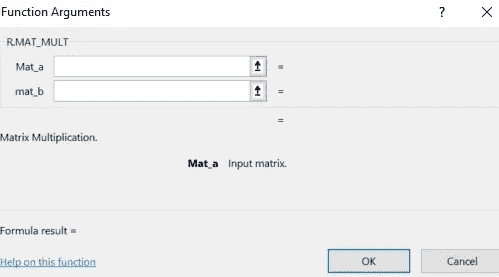 Function Arguments ? ×
R.MAT_MULT
Mat_a =
mat_b =
=
Matrix Multiplication.
Mat_a Input matrix.
Formula result =
Help on this function OK Cancel